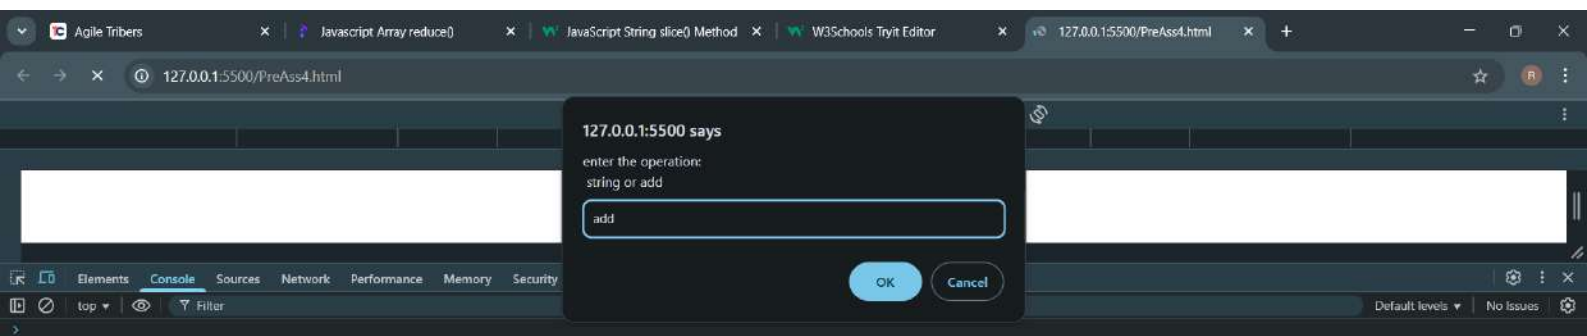 Agile Tribers
Javascript Array reduce()
JavaScript String slice() Method
W3Schools Tryit Editor
127.0.0.1:5500/PreAss4.html
127.0.0.1:5500/PreAss4.html
R
127.0.0.1:5500 says
enter the operation:
string or add
add
OK
Cancel
Elements Console Sources Network Performance Memory Security
top
Filter
Default levels
No Issues